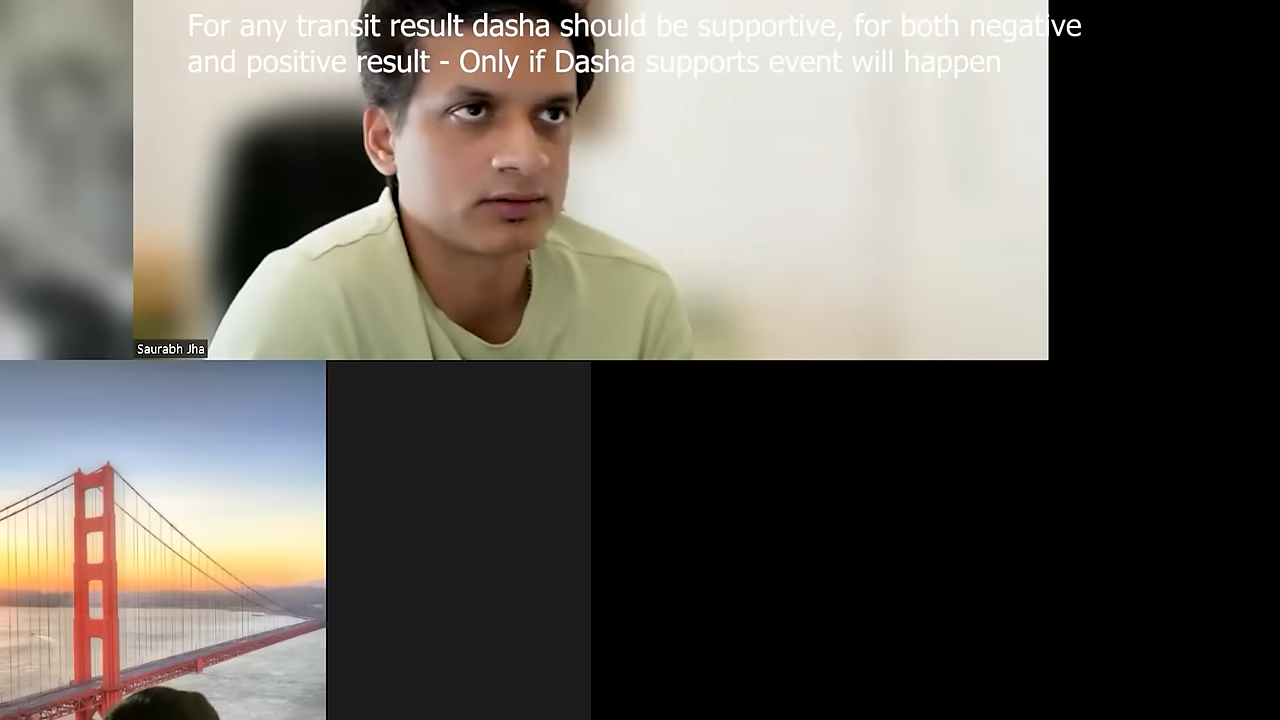 For any transit result dasha should be supportive, for both negative
and positive result - Only if Dasha supports event will happen
Saurabh Jha